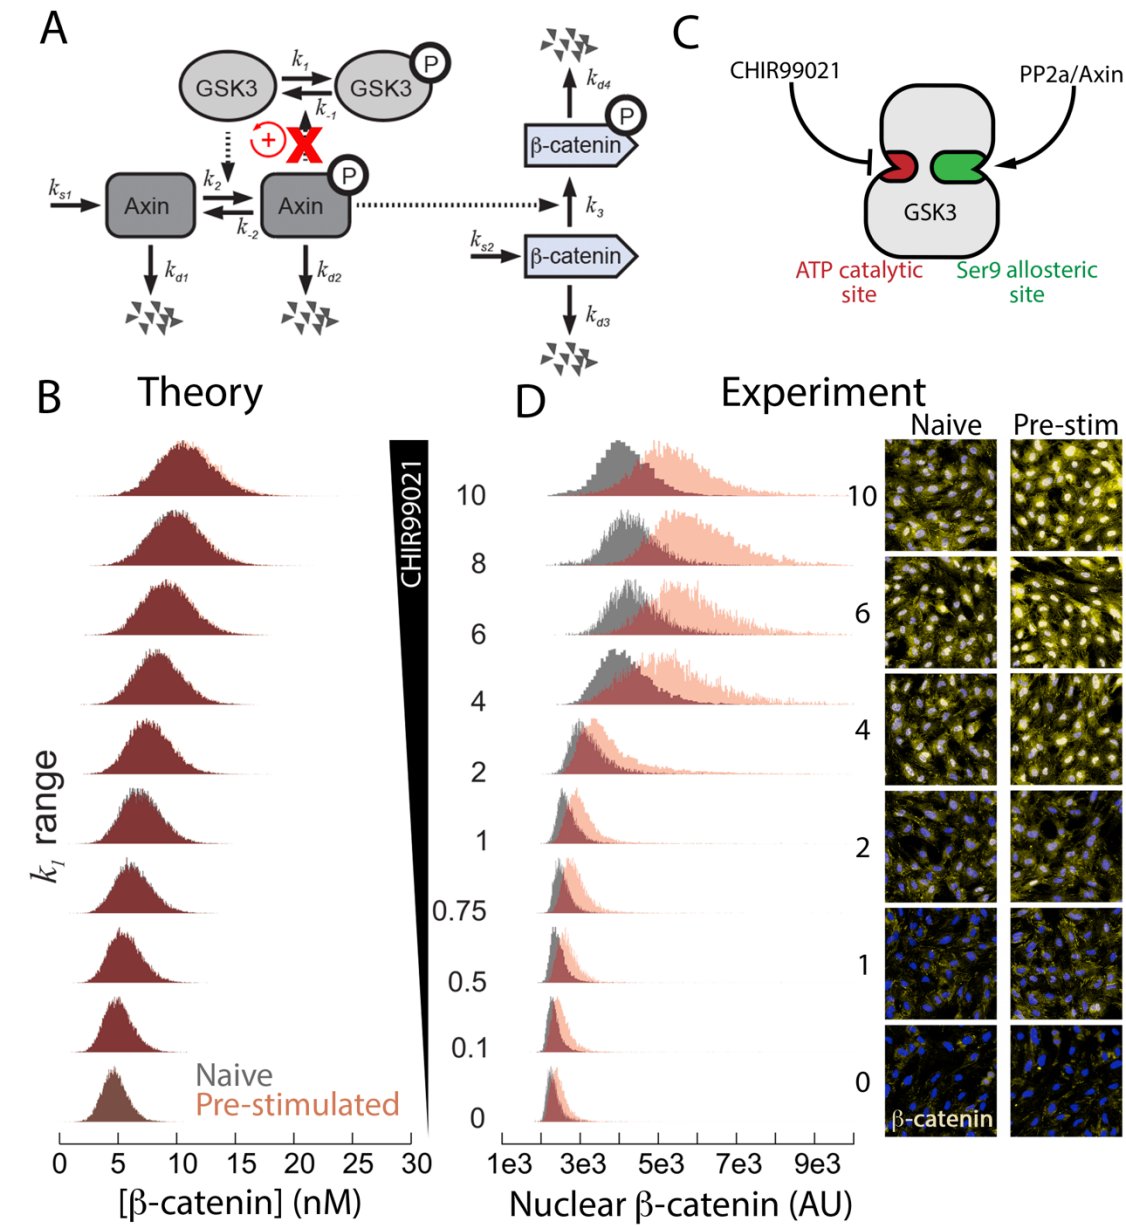 A
GSK3
k1
k-1
GSK3
P
+
X
ks1
Axin
k2
k-2
Axin
P
kd1
kd2
kd4
β-catenin
P
k3
ks2
β-catenin
kd3
C
CHIR99021
PP2a/Axin
GSK3
ATP catalytic
site
Ser9 allosteric
site
B
Theory
k1 range
CHIR99021
10
8
6
4
2
1
0.75
0.5
0.1
0
Naive
Pre-stimulated
0 5 10 15 20 25 30
[β-catenin] (nM)
D
Experiment
Naive Pre-stim
10
6
4
2
1
0
β-catenin
1e3 3e3 5e3 7e3 9e3
Nuclear β-catenin (AU)